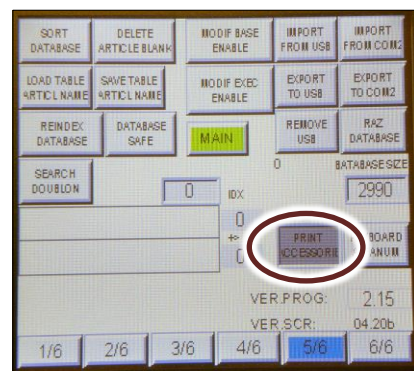 SORT
DATABASE
DELETE
ARTICLE BLANK
MODIF BASE
ENABLE
IMPORT
FROM USB
IMPORT
FROM COM2
LOAD TABLE
ARTICL NAME
SAVE TABLE
ARTICL NAME
MODIF EXEC
ENABLE
EXPORT
TO USB
EXPORT
TO COM2
REINDEX
DATABASE
DATABASE
SAFE
MAIN
REMOVE
USB
RAZ
DATABASE
SEARCH
DOUBLON
0 IDX
0
DATABASE SIZE
2990
0
+>
0
PRINT
ACCESSORIE
BOARD
ANUM
VER.PROG: 2.15
VER.SCR: 04.20b
1/6 2/6 3/6 4/6 5/6 6/6